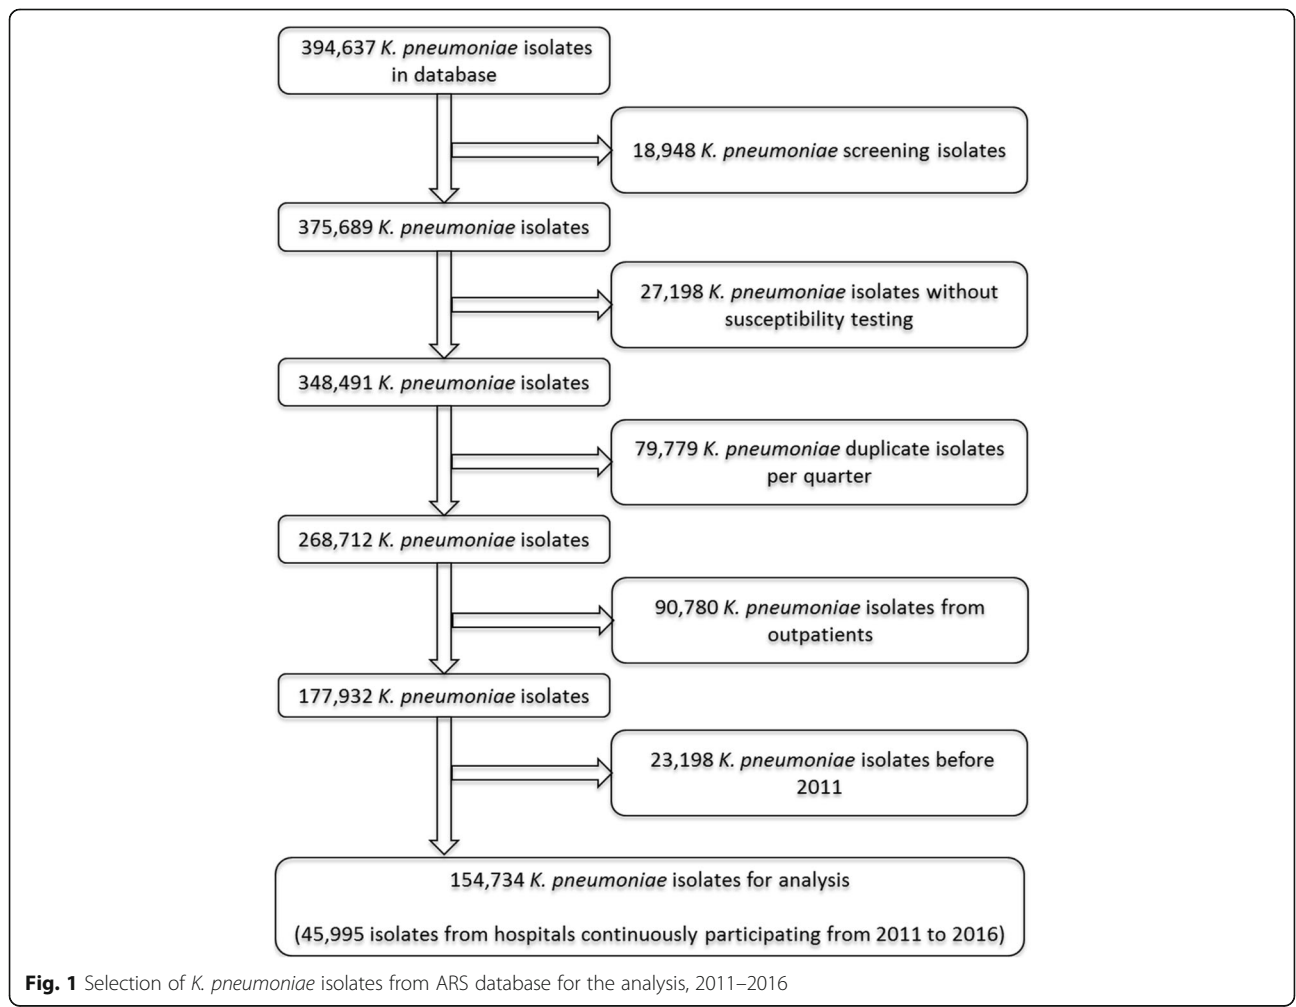 394,637 K. pneumoniae isolates
in database
18,948 K. pneumoniae screening isolates
375,689 K. pneumoniae isolates
27,198 K. pneumoniae isolates without
susceptibility testing
348,491 K. pneumoniae isolates
79,779 K. pneumoniae duplicate isolates
per quarter
268,712 K. pneumoniae isolates
90,780 K. pneumoniae isolates from
outpatients
177,932 K. pneumoniae isolates
23,198 K. pneumoniae isolates before
2011
154,734 K. pneumoniae isolates for analysis
(45,995 isolates from hospitals continuously participating from 2011 to 2016)
Fig. 1 Selection of K. pneumoniae isolates from ARS database for the analysis, 2011–2016